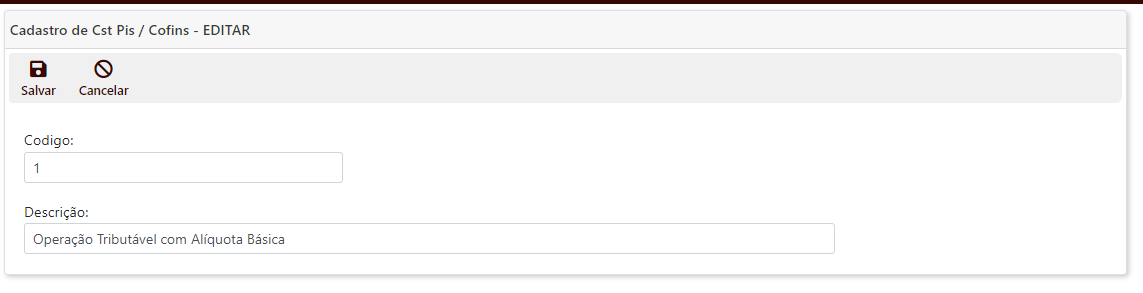 Cadastro de Cst Pis / Cofins - EDITAR
Salvar Cancelar
Codigo:
1
Descrição:
Operação Tributável com Alíquota Básica